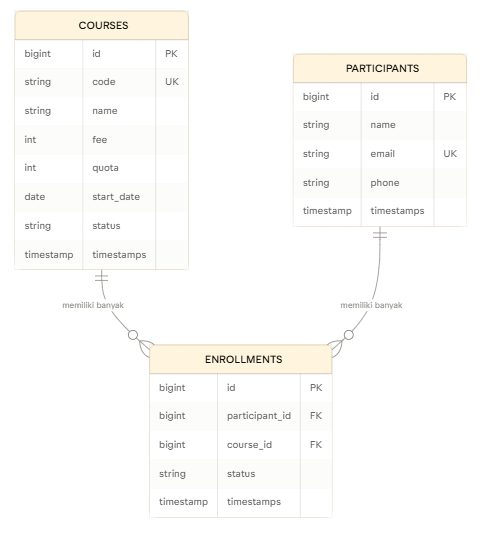 COURSES
bigint id PK
string code UK
string name
int fee
int quota
date start_date
string status
timestamp timestamps
PARTICIPANTS
bigint id PK
string name
string email UK
string phone
timestamp timestamps
memiliki banyak
memiliki banyak
ENROLLMENTS
bigint id PK
bigint participant_id FK
bigint course_id FK
string status
timestamp timestamps